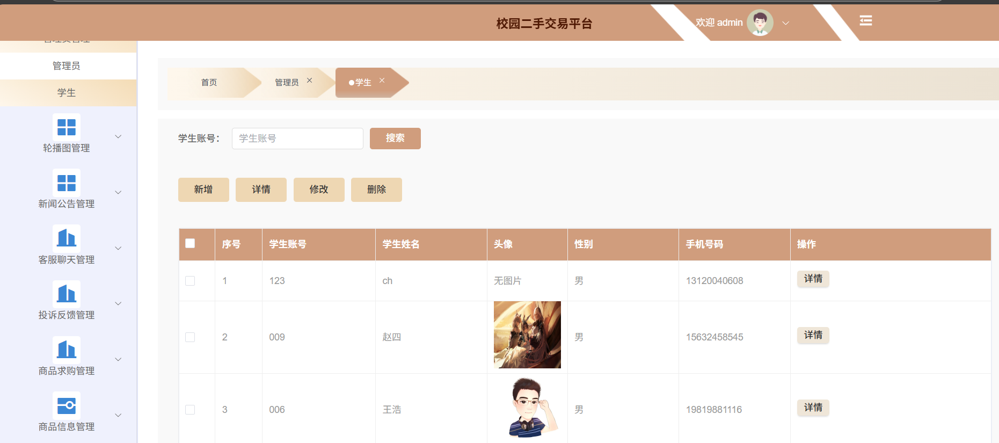 校园二手交易平台
欢迎 admin
管理员管理
管理员
学生
轮播图管理
新闻公告管理
客服聊天管理
投诉反馈管理
商品求购管理
商品信息管理
首页 管理员 学生
学生账号： 学生账号 搜索
新增 详情 修改 删除
序号 学生账号 学生姓名 头像 性别 手机号码 操作
1 123 ch 无图片 男 13120040608 详情
2 009 赵四 男 15632458545 详情
3 006 王浩 男 19819881116 详情